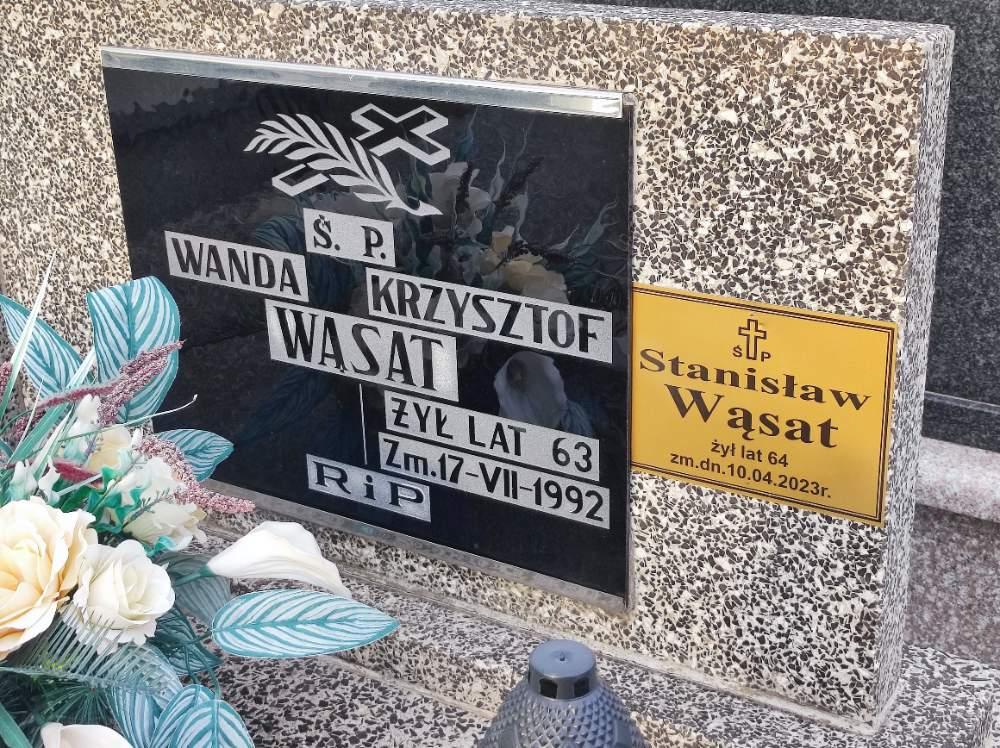 Ś. P.
WANDA KRZYSZTOF
WĄSAT
ŻYŁ LAT 63
Zm. 17-VII-1992
RiP
Ś P
Stanisław
Wąsat
żył lat 64
zm.dn.10.04.2023r.